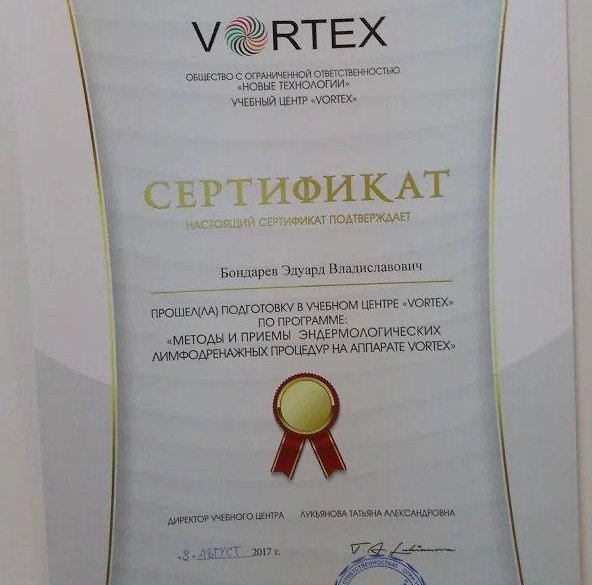 VORTEX
ОБЩЕСТВО С ОГРАНИЧЕННОЙ ОТВЕТСТВЕННОСТЬЮ
«НОВЫЕ ТЕХНОЛОГИИ»
УЧЕБНЫЙ ЦЕНТР «VORTEX»
СЕРТИФИКАТ
НАСТОЯЩИЙ СЕРТИФИКАТ ПОДТВЕРЖДАЕТ
Бондарев Эдуард Владиславович
ПРОШЕЛ(ЛА) ПОДГОТОВКУ В УЧЕБНОМ ЦЕНТРЕ «VORTEX»
ПО ПРОГРАММЕ:
«МЕТОДЫ И ПРИЕМЫ ЭНДЕРМОЛОГИЧЕСКИХ
ЛИМФОДРЕНАЖНЫХ ПРОЦЕДУР НА АППАРАТЕ VORTEX»
ДИРЕКТОР УЧЕБНОГО ЦЕНТРА ЛУКЬЯНОВА ТАТЬЯНА АЛЕКСАНДРОВНА
«8» АВГУСТ 2017 г.